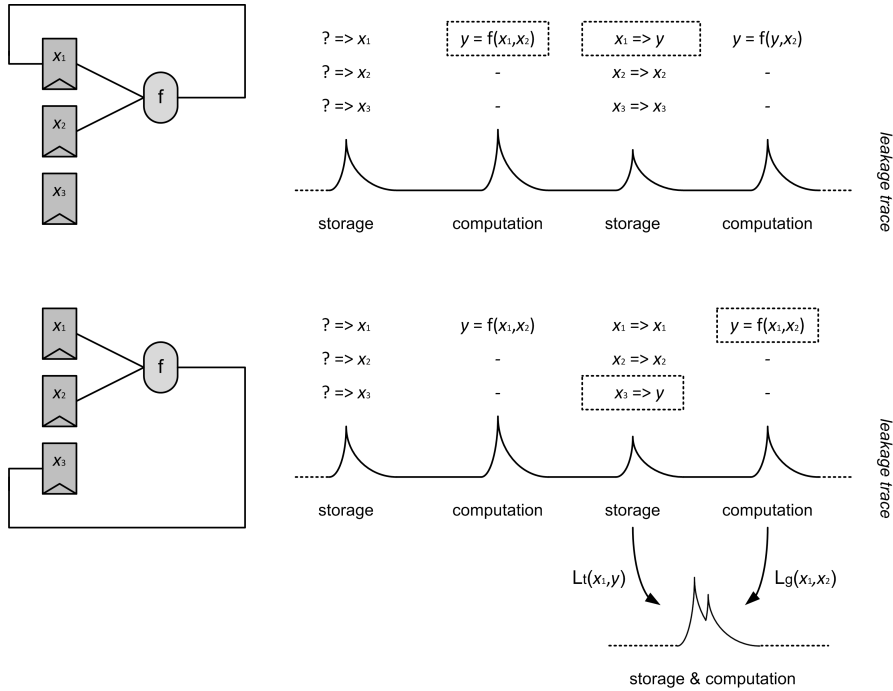 x1
x2
x3
f
? => x1 y = f(x1,x2) x1 => y y = f(y,x2)
? => x2 - x2 => x2 -
? => x3 - x3 => x3 -
leakage trace
storage computation storage computation
x1
x2
x3
f
? => x1 y = f(x1,x2) x1 => x1 y = f(x1,x2)
? => x2 - x2 => x2 -
? => x3 - x3 => y -
leakage trace
storage computation storage computation
Lt(x1,y) Lg(x1,x2)
storage & computation